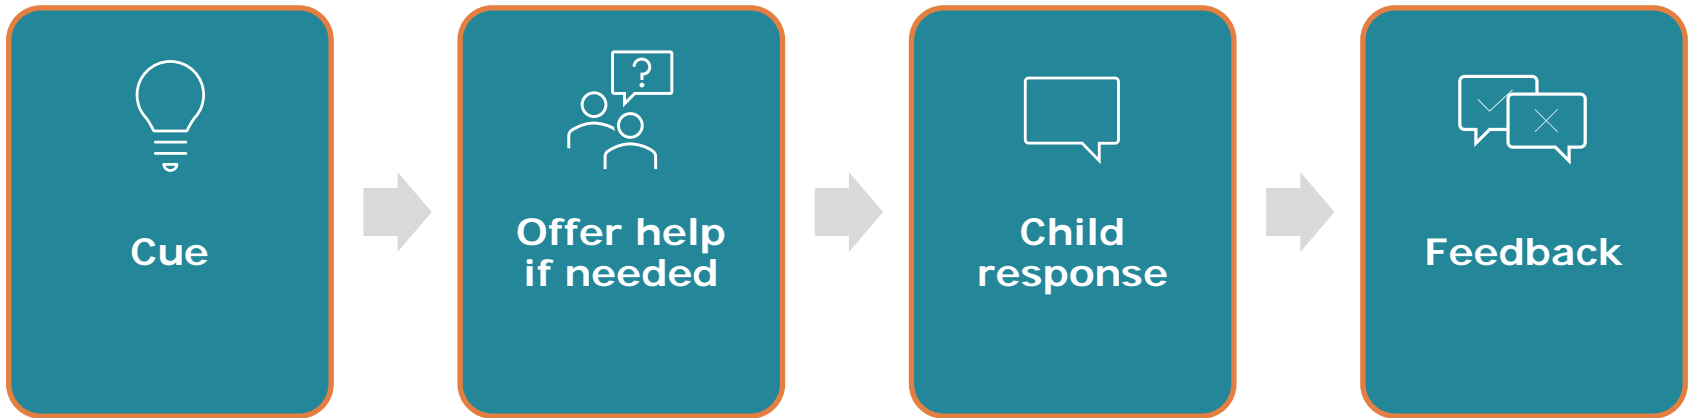 ?
Cue
Offer help
if needed
Child
response
Feedback